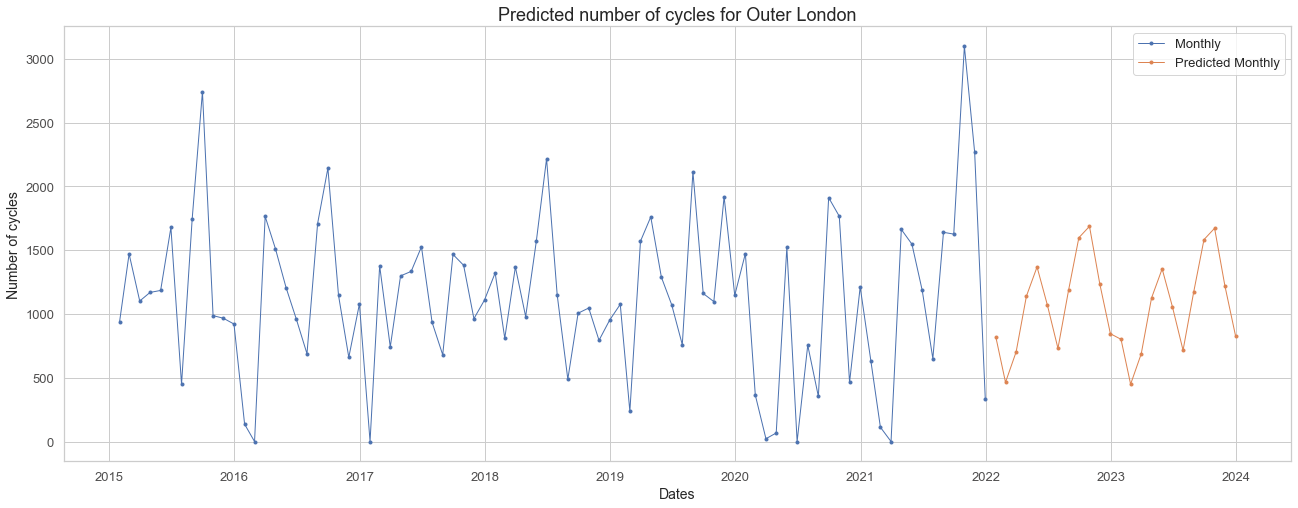 Predicted number of cycles for Outer London
Monthly
Predicted Monthly
Number of cycles
3000
2500
2000
1500
1000
500
0
2015 2016 2017 2018 2019 2020 2021 2022 2023 2024
Dates